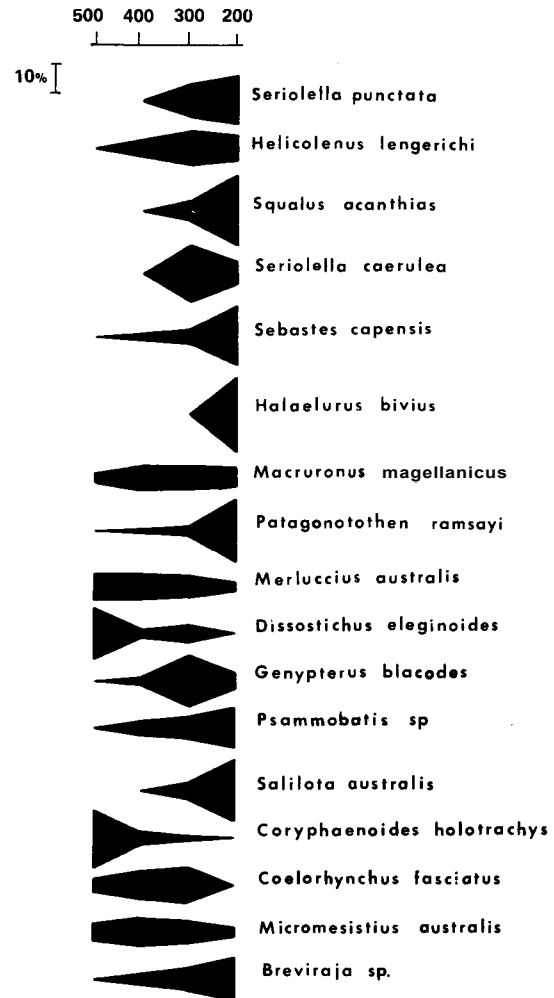 500 400 300 200
10%
Seriolella punctata
Helicolenus lengerichi
Squalus acanthias
Seriolella caerulea
Sebastes capensis
Halaelurus bivius
Macruronus magellanicus
Patagonotothen ramsayi
Merluccius australis
Dissostichus eleginoides
Genypterus blacodes
Psammobatis sp
Salilota australis
Coryphaenoides holotrachys
Coelorhynchus fasciatus
Micromesistius australis
Breviraja sp.